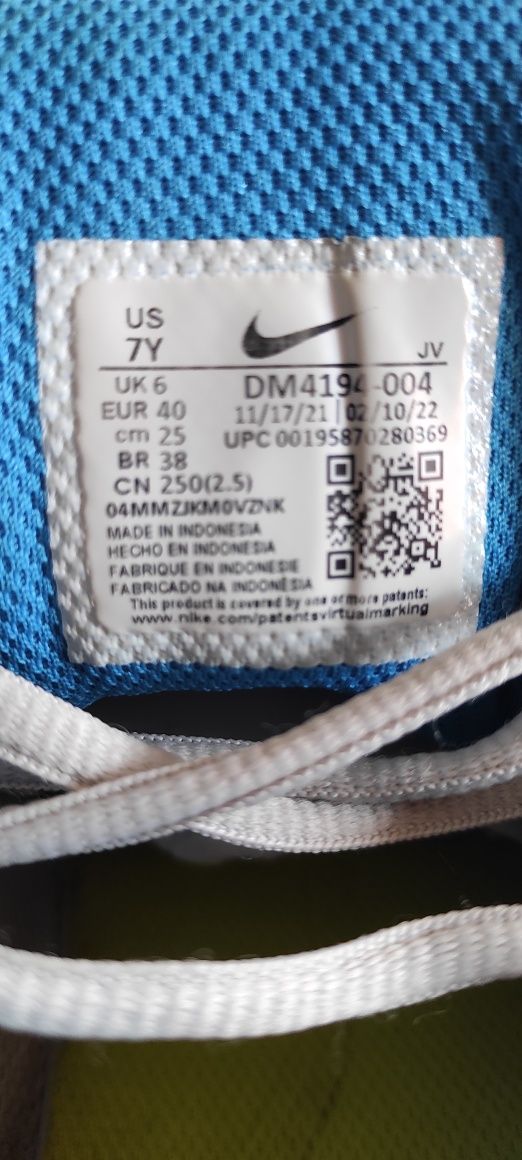 US
7Y
JV
UK 6
EUR 40
cm 25
BR 38
CN 250(2.5)
DM4194-004
11/17/21 | 02/10/22
UPC 00195870280369
04MMZJKM0VZNK
MADE IN INDONESIA
HECHO EN INDONESIA
FABRIQUE EN INDONESIE
FABRICADO NA INDONÉSIA
This product is covered by one or more patents:
www.nike.com/patentsvirtualmarking